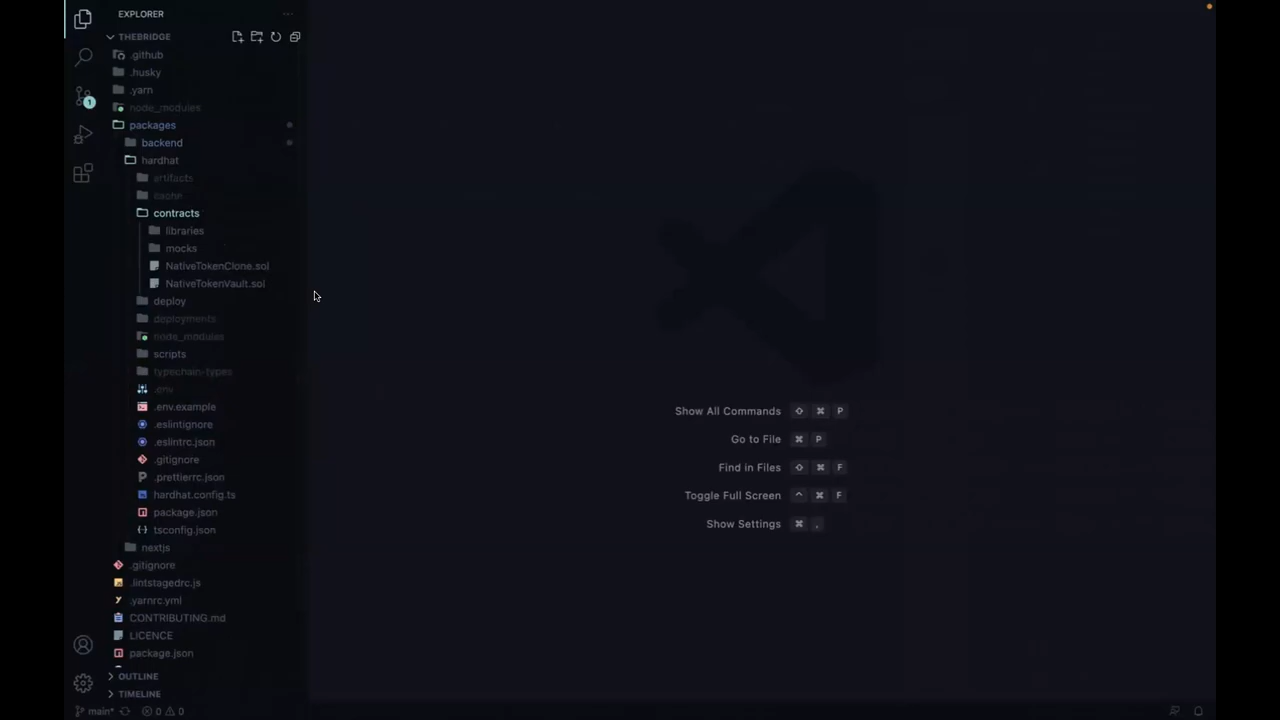 EXPLORER
THEBRIDGE
.github
.husky
.yarn
node_modules
packages
backend
hardhat
artifacts
cache
contracts
libraries
mocks
NativeTokenClone.sol
NativeTokenVault.sol
deploy
deployments
node_modules
scripts
typechain-types
.env
.env.example
.eslintignore
.eslintrc.json
.gitignore
.prettierrc.json
hardhat.config.ts
package.json
tsconfig.json
nextjs
.gitignore
.lintstagedrc.js
.yarnrc.yml
CONTRIBUTING.md
LICENCE
package.json
OUTLINE
TIMELINE
main* 0 0
1
Show All Commands ⇧ ⌘ P
Go to File ⌘ P
Find in Files ⇧ ⌘ F
Toggle Full Screen ^ ⌘ F
Show Settings ⌘ ,